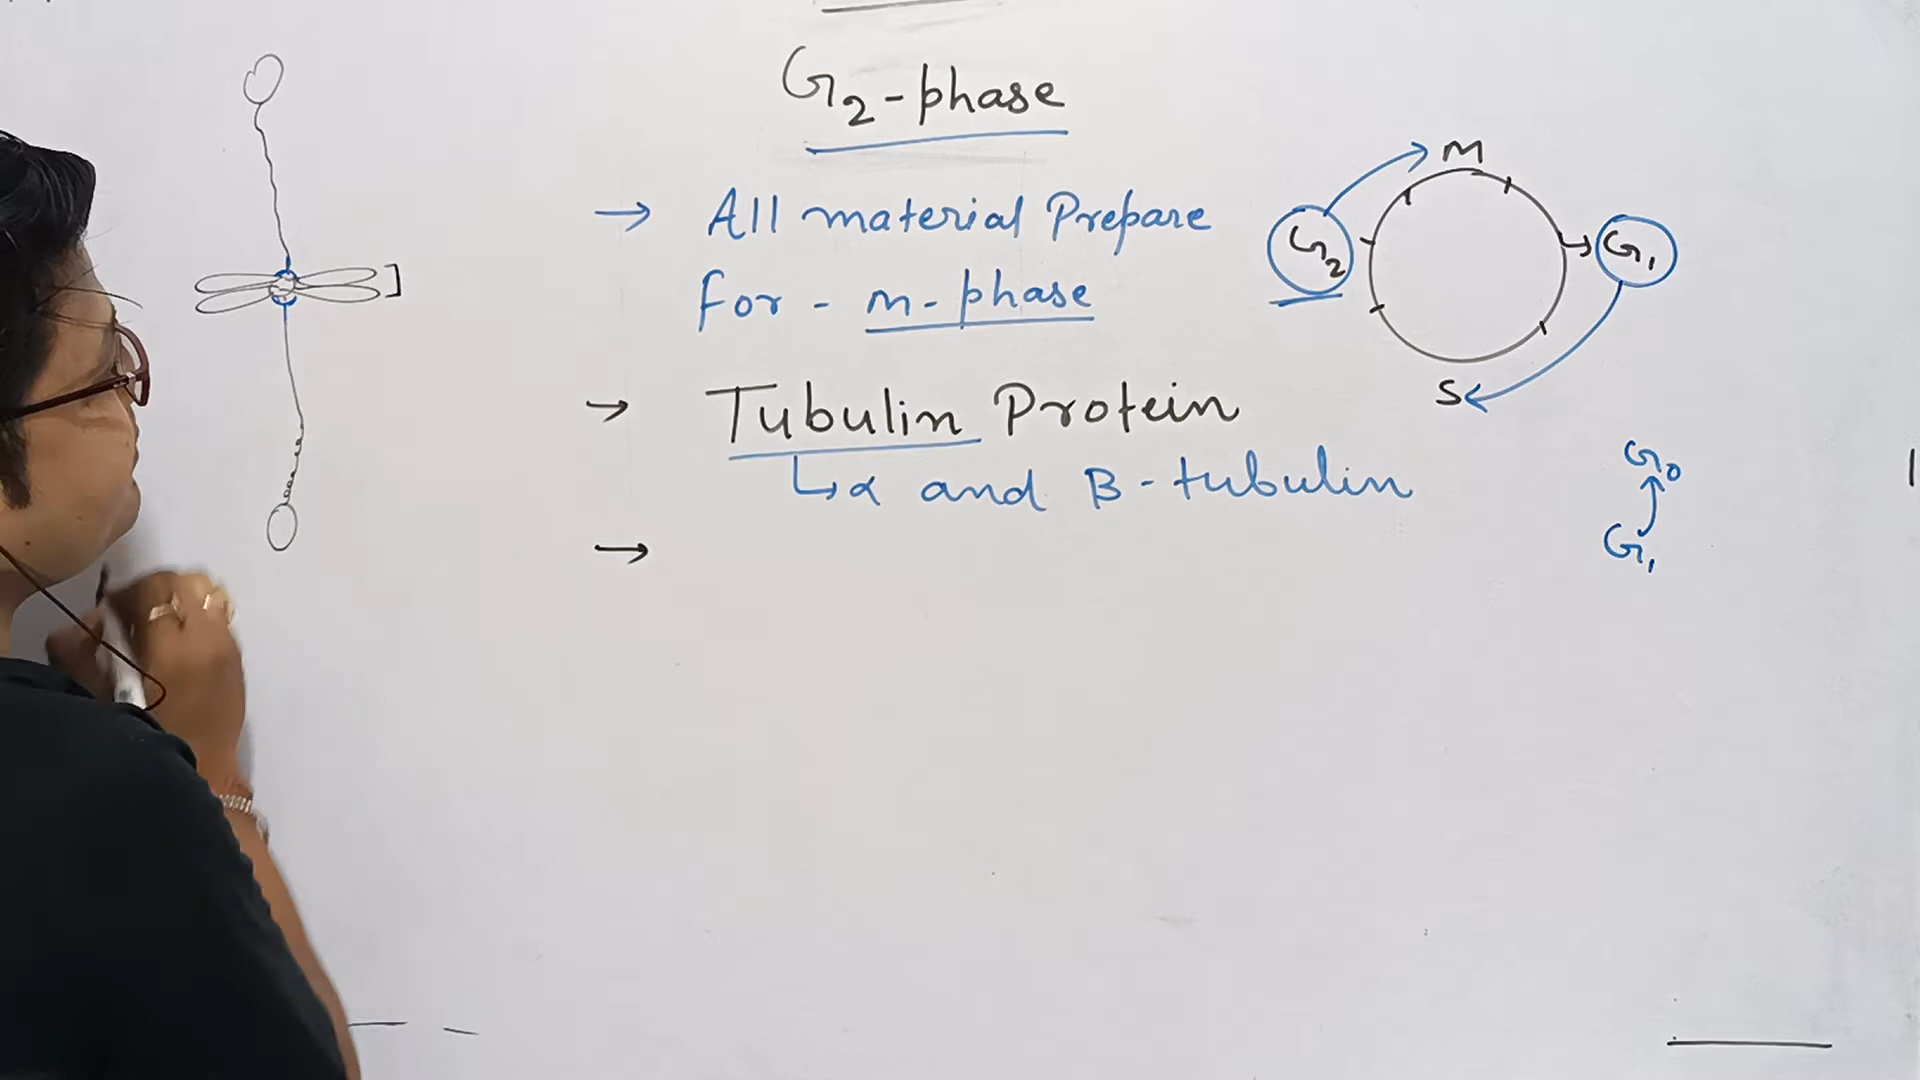 G₂-phase
→ All material Prepare
for - m-phase
→ Tubulin Protein
↳ α and B-tubulin
→
M
G₂
→ G₁
S
G₀
G₁